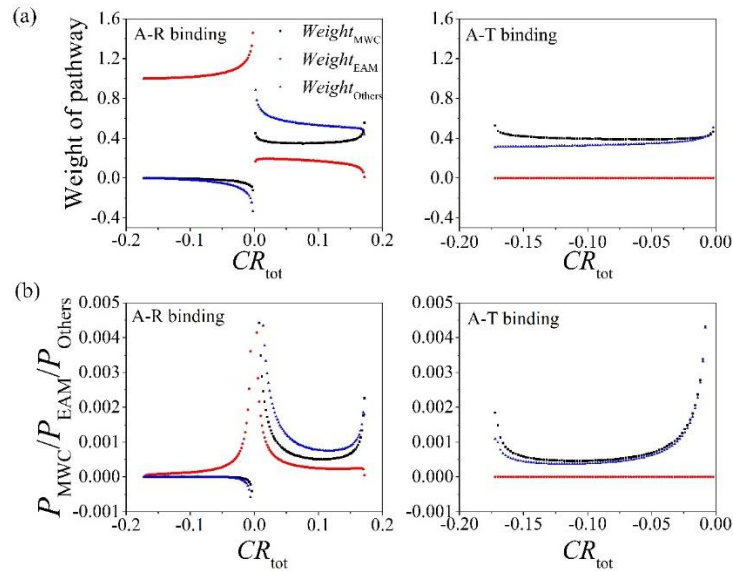 (a)
Weight of pathway
1.6
1.2
0.8
0.4
0.0
-0.4
A-R binding
Weight_MWC
Weight_EAM
Weight_Others
-0.2 -0.1 0.0 0.1 0.2
CR_tot
1.6
1.2
0.8
0.4
0.0
-0.4
A-T binding
-0.20 -0.15 -0.10 -0.05 0.00
CR_tot
(b)
P_MWC/P_EAM/P_Others
0.005
0.004
0.003
0.002
0.001
0.000
0.001
A-R binding
-0.2 -0.1 0.0 0.1 0.2
CR_tot
0.005
0.004
0.003
0.002
0.001
0.000
-0.001
A-T binding
-0.20 -0.15 -0.10 -0.05 0.00
CR_tot